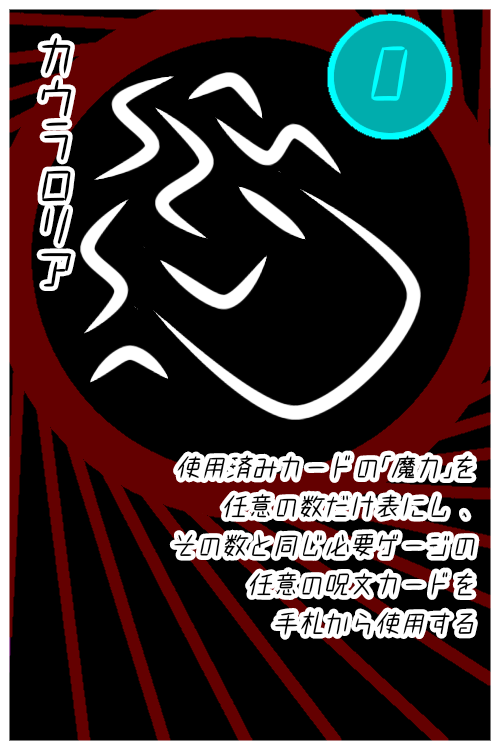 カウラロリア
0
使用済みカードの「魔力」を
任意の数だけ表にし、
その数と同じ必要ゲージの
任意の呪文カードを
手札から使用する